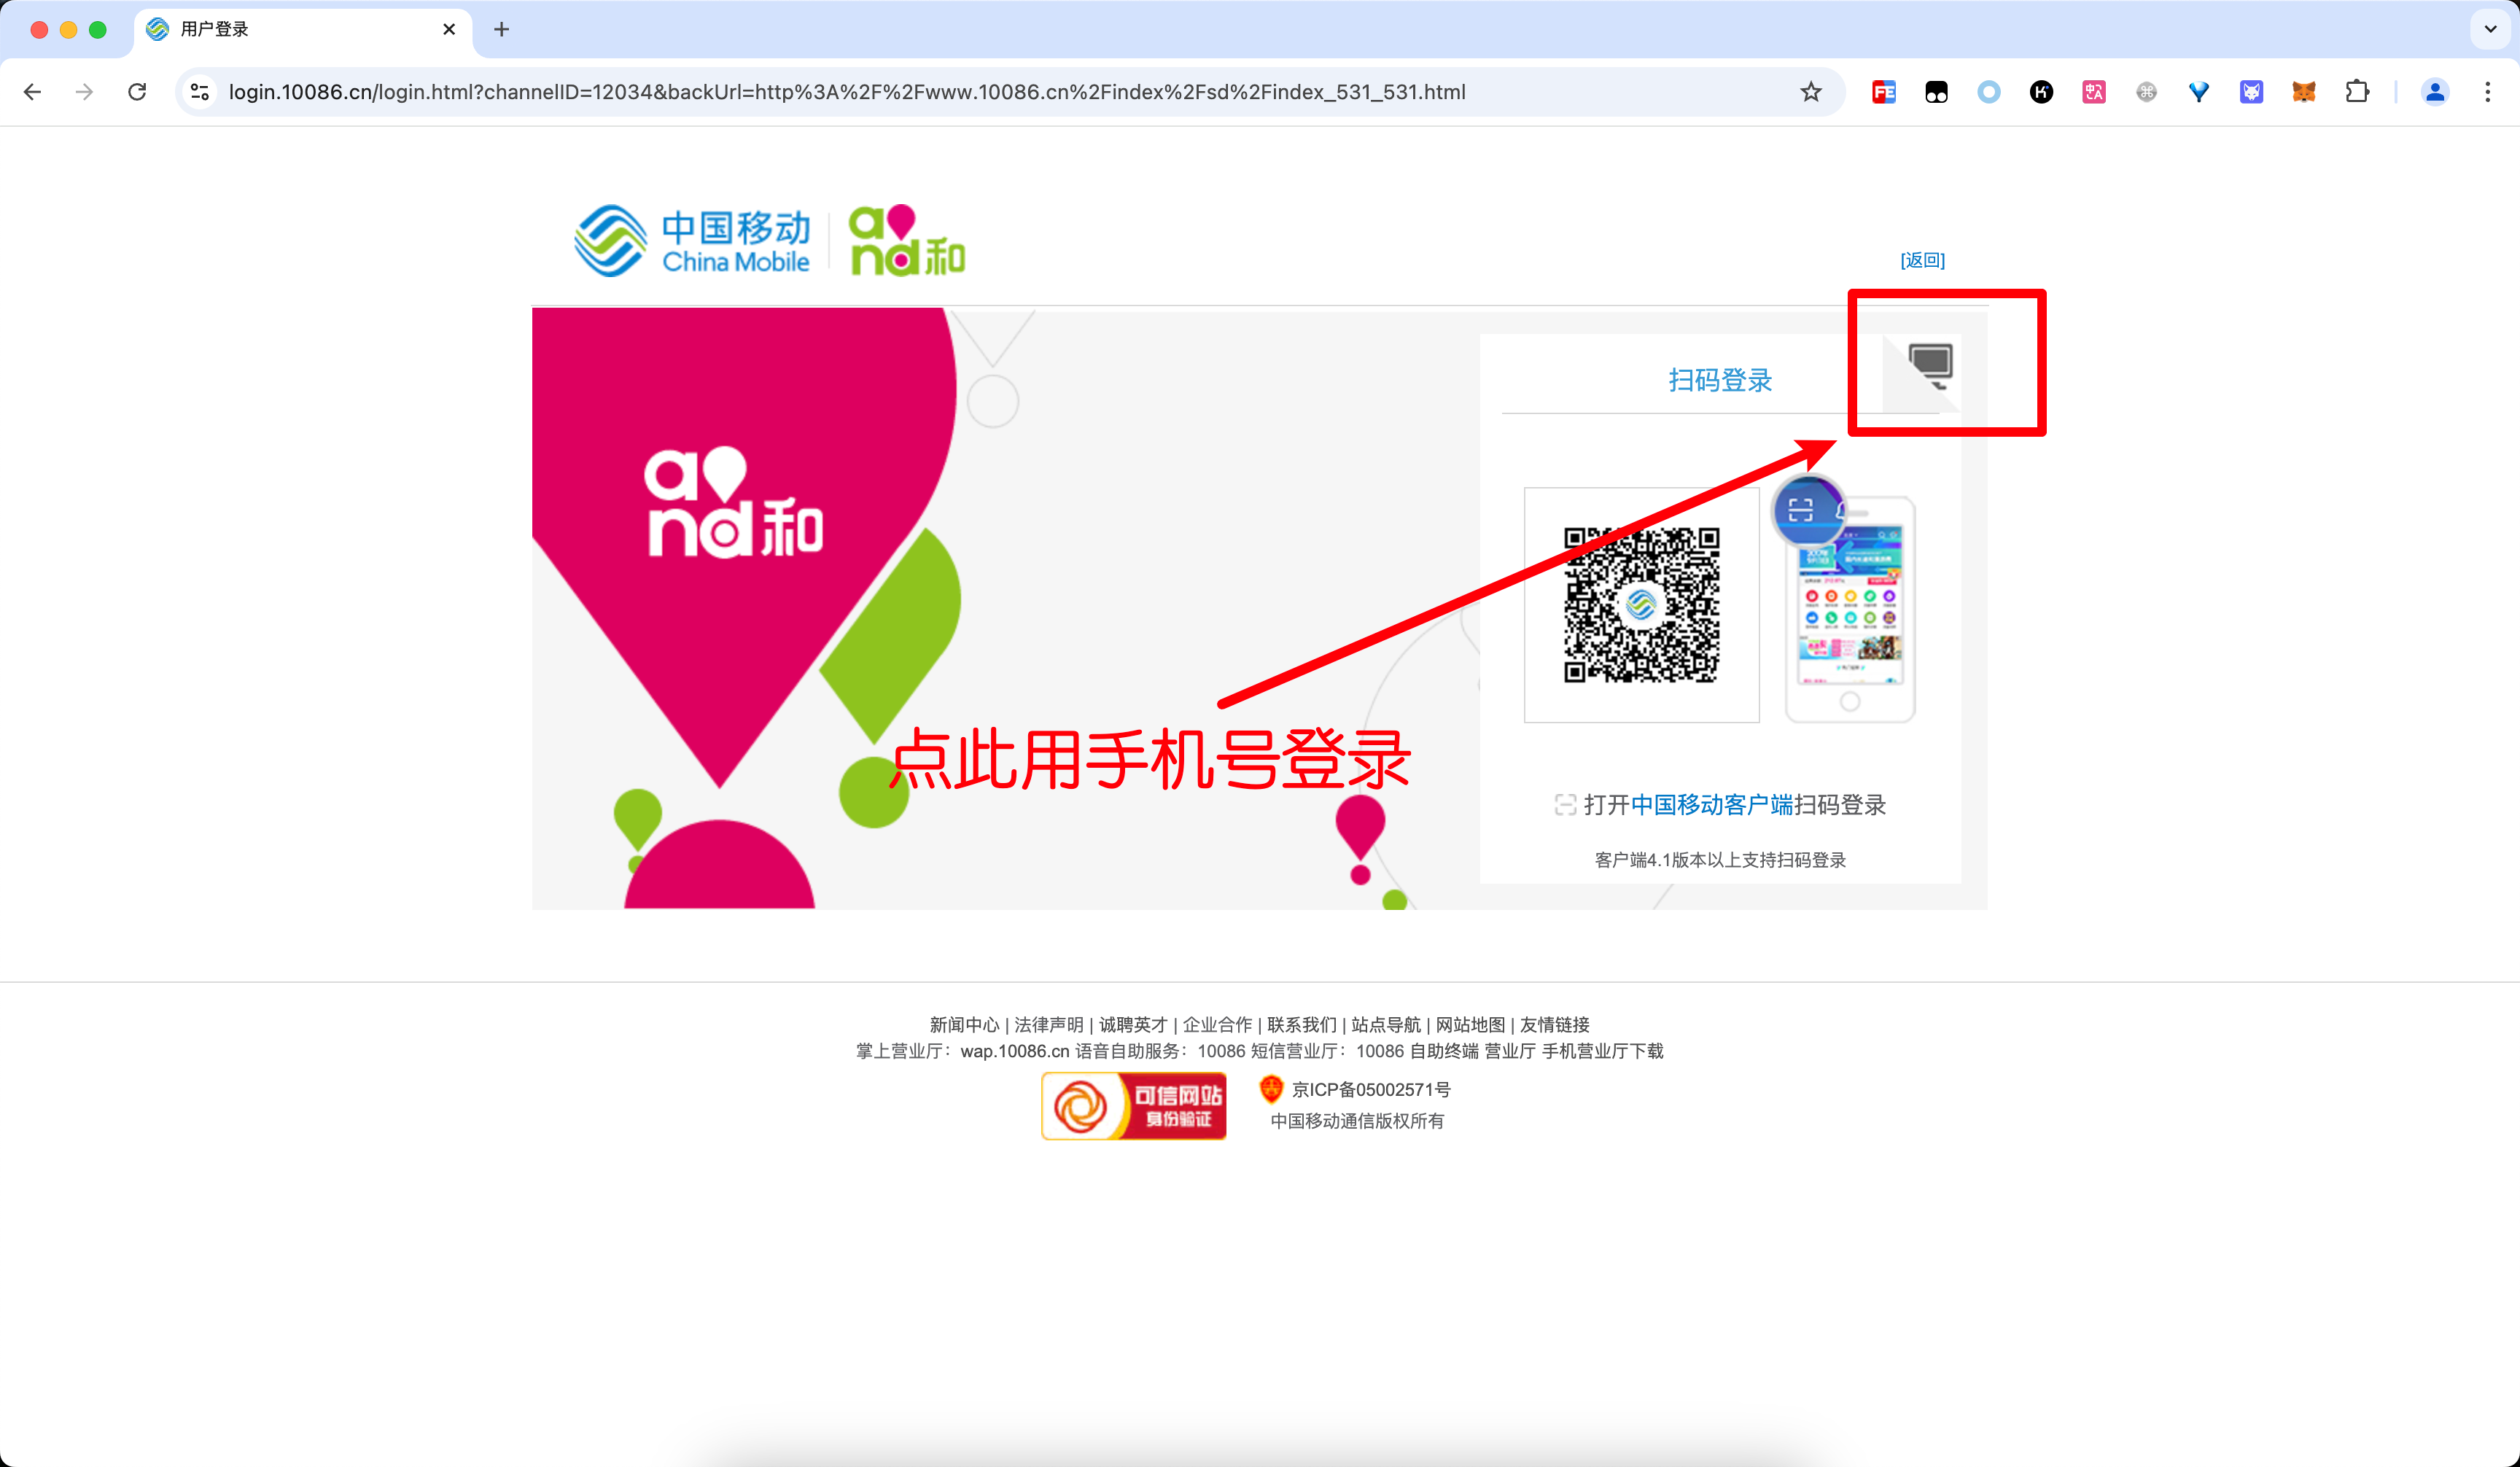 用户登录
login.10086.cn/login.html?channelID=12034&backUrl=http%3A%2F%2Fwww.10086.cn%2Findex%2Fsd%2Findex_531_531.html
中国移动
China Mobile
and和
[返回]
扫码登录
and和
点此用手机号登录
打开中国移动客户端扫码登录
客户端4.1版本以上支持扫码登录
新闻中心 | 法律声明 | 诚聘英才 | 企业合作 | 联系我们 | 站点导航 | 网站地图 | 友情链接
掌上营业厅：wap.10086.cn 语音自助服务：10086 短信营业厅：10086 自助终端 营业厅 手机营业厅下载
可信网站
身份验证
京ICP备05002571号
中国移动通信版权所有